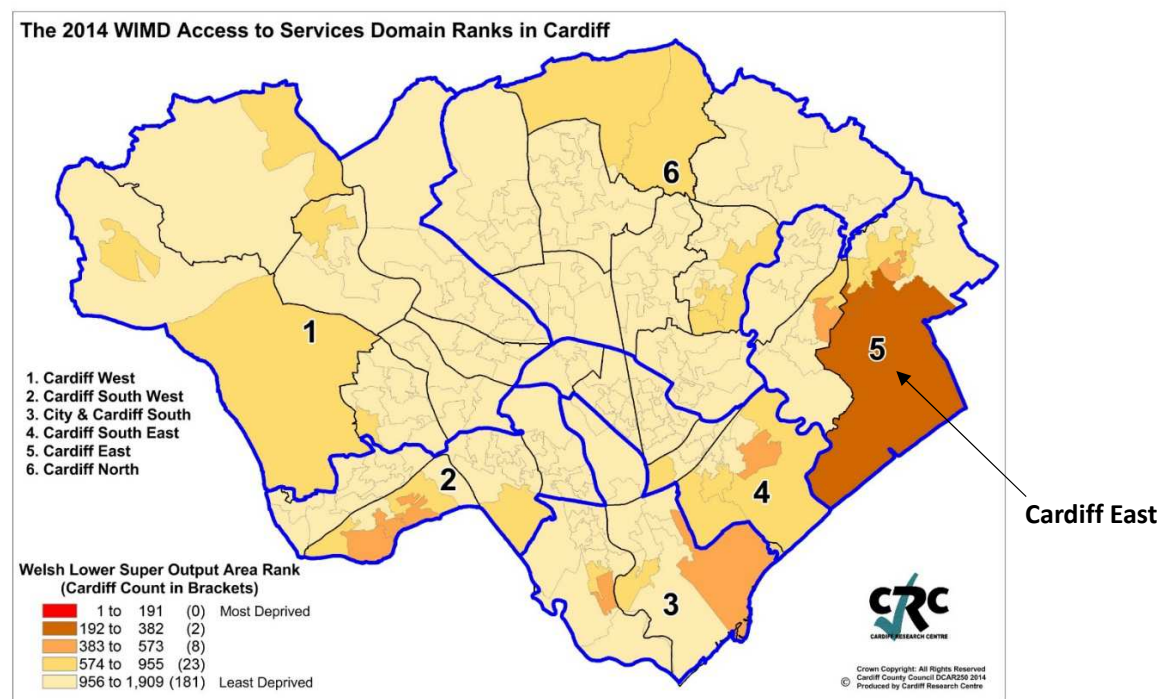 The 2014 WIMD Access to Services Domain Ranks in Cardiff
6
5
1
1. Cardiff West
2. Cardiff South West
3. City & Cardiff South
4. Cardiff South East
5. Cardiff East
6. Cardiff North
2
4
Cardiff East
3
Welsh Lower Super Output Area Rank
(Cardiff Count in Brackets)
1 to 191 (0) Most Deprived
192 to 382 (2)
383 to 573 (8)
574 to 955 (23)
956 to 1,909 (181) Least Deprived
CRC
CARDIFF RESEARCH CENTRE
Crown Copyright: All Rights Reserved
© Cardiff County Council DCAR250 2014
Produced by Cardiff Research Centre